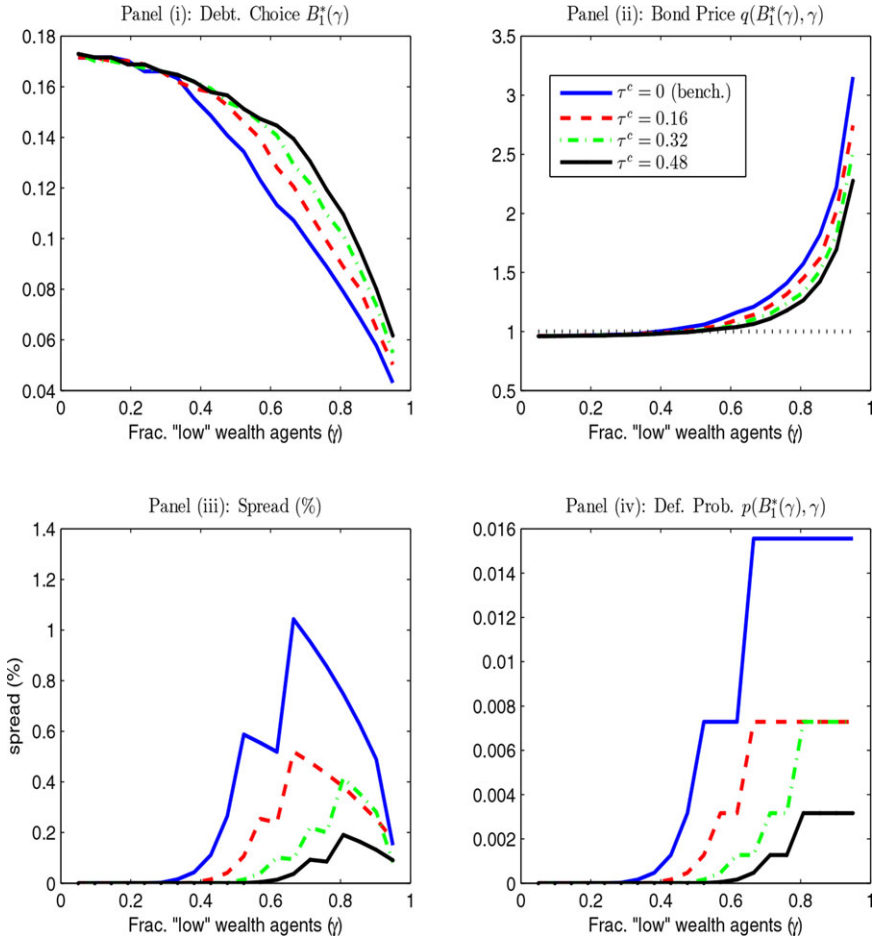 Panel (i): Debt. Choice B₁*(γ)
0.18
0.16
0.14
0.12
0.1
0.08
0.06
0.04
0 0.2 0.4 0.6 0.8 1
Frac. "low" wealth agents (γ)
Panel (ii): Bond Price q(B₁*(γ), γ)
3.5
3
2.5
2
1.5
1
0.5
τᶜ = 0 (bench.)
τᶜ = 0.16
τᶜ = 0.32
τᶜ = 0.48
0 0.2 0.4 0.6 0.8 1
Frac. "low" wealth agents (γ)
Panel (iii): Spread (%)
spread (%)
1.4
1.2
1
0.8
0.6
0.4
0.2
0
0 0.2 0.4 0.6 0.8 1
Frac. "low" wealth agents (γ)
Panel (iv): Def. Prob. p(B₁*(γ), γ)
0.016
0.014
0.012
0.01
0.008
0.006
0.004
0.002
0
0 0.2 0.4 0.6 0.8 1
Frac. "low" wealth agents (γ)